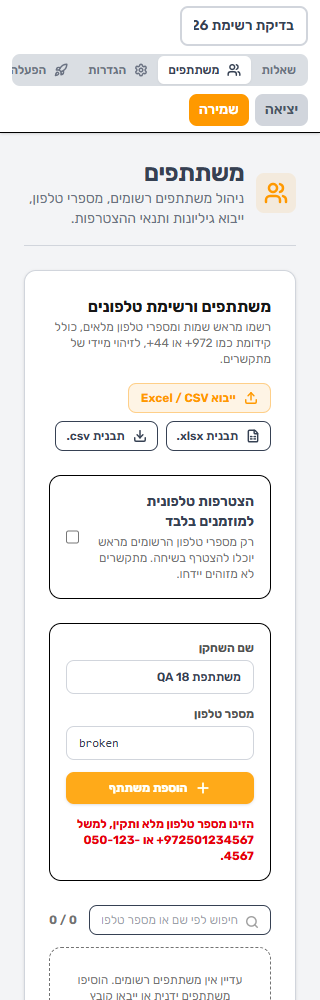 בדיקת רשימת 26
שאלות
משתתפים
הגדרות
הפעלה
יציאה
שמירה
משתתפים
ניהול משתתפים רשומים, מספרי טלפון,
ייבוא גיליונות ותנאי ההצטרפות.
משתתפים ורשימת טלפונים
רשמו מראש שמות ומספרי טלפון מלאים, כולל
קידומת כמו 972+ או 44+, לזיהוי מיידי של
מתקשרים.
ייבוא Excel / CSV
תבנית xlsx.
תבנית csv.
הצטרפות טלפונית
למוזמנים בלבד
רק מספרי טלפון הרשומים מראש
יוכלו להצטרף בשיחה. מתקשרים
לא מזוהים יידחו.
שם השחקן
משתתפת QA 18
מספר טלפון
broken
הוספת משתתף
הזינו מספר טלפון מלא ותקין, למשל
972501234567+ או 050-123-
4567.
חיפוש לפי שם או מספר טלפון
0 / 0
עדיין אין משתתפים רשומים. הוסיפו
משתתפים ידנית או ייבאו קובץ